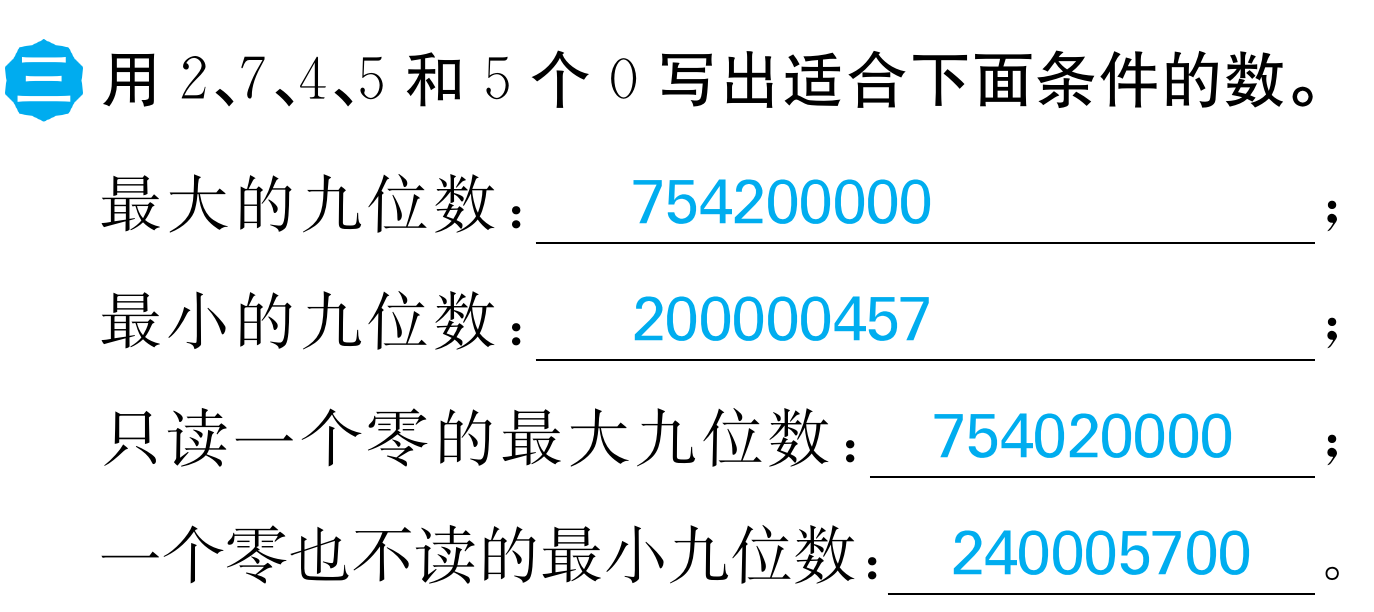 三 用 2、7、4、5 和 5 个 0 写出适合下面条件的数。
最大的九位数：754200000；
最小的九位数：200000457；
只读一个零的最大九位数：754020000；
一个零也不读的最小九位数：240005700。